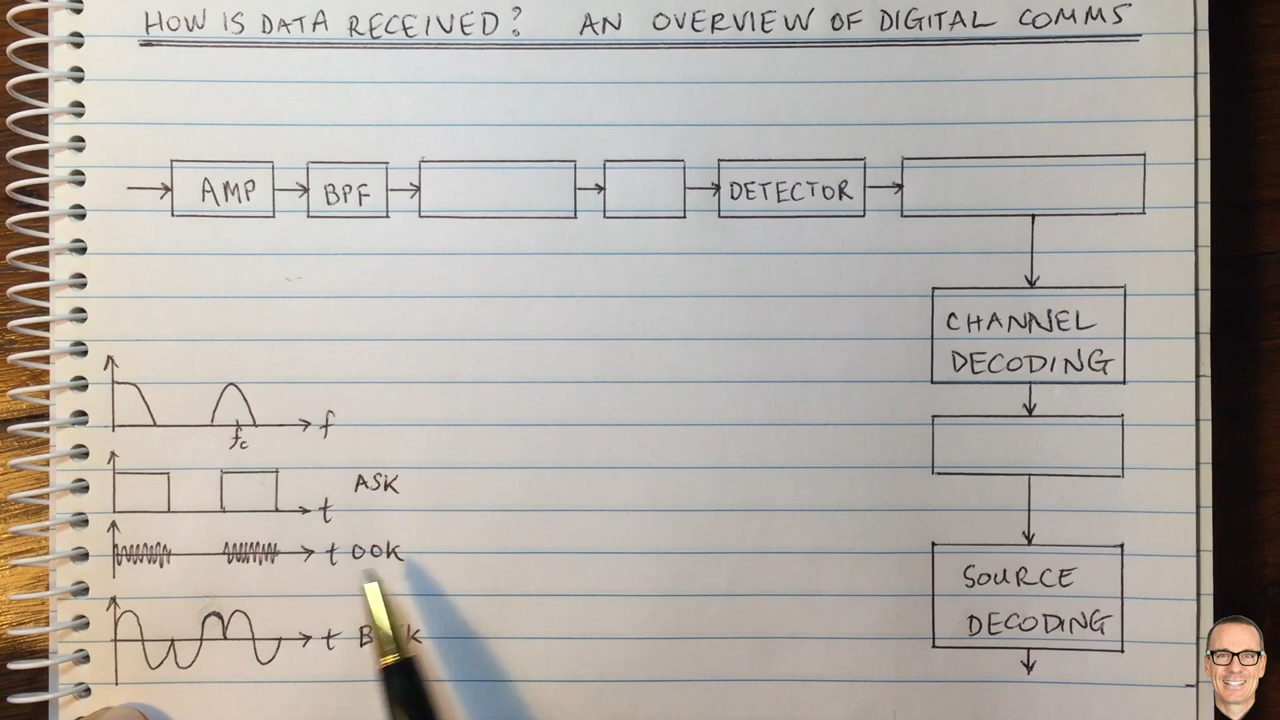 HOW IS DATA RECEIVED? AN OVERVIEW OF DIGITAL COMMS
AMP
BPF
DETECTOR
CHANNEL
DECODING
SOURCE
DECODING
f
fc
ASK
t
t OOK
t